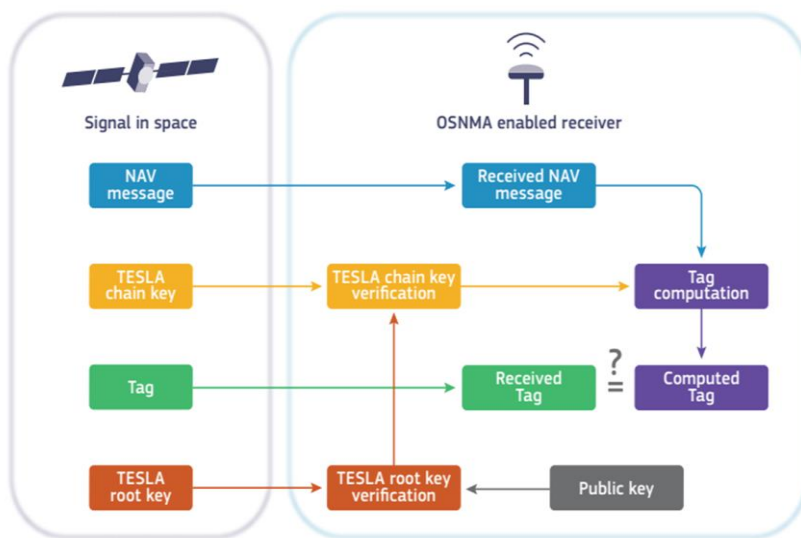 Signal in space
OSNMA enabled receiver
NAV
message
Received NAV
message
TESLA
chain key
TESLA chain key
verification
Tag
computation
Tag
Received
Tag
?
=
Computed
Tag
TESLA
root key
TESLA root key
verification
Public key